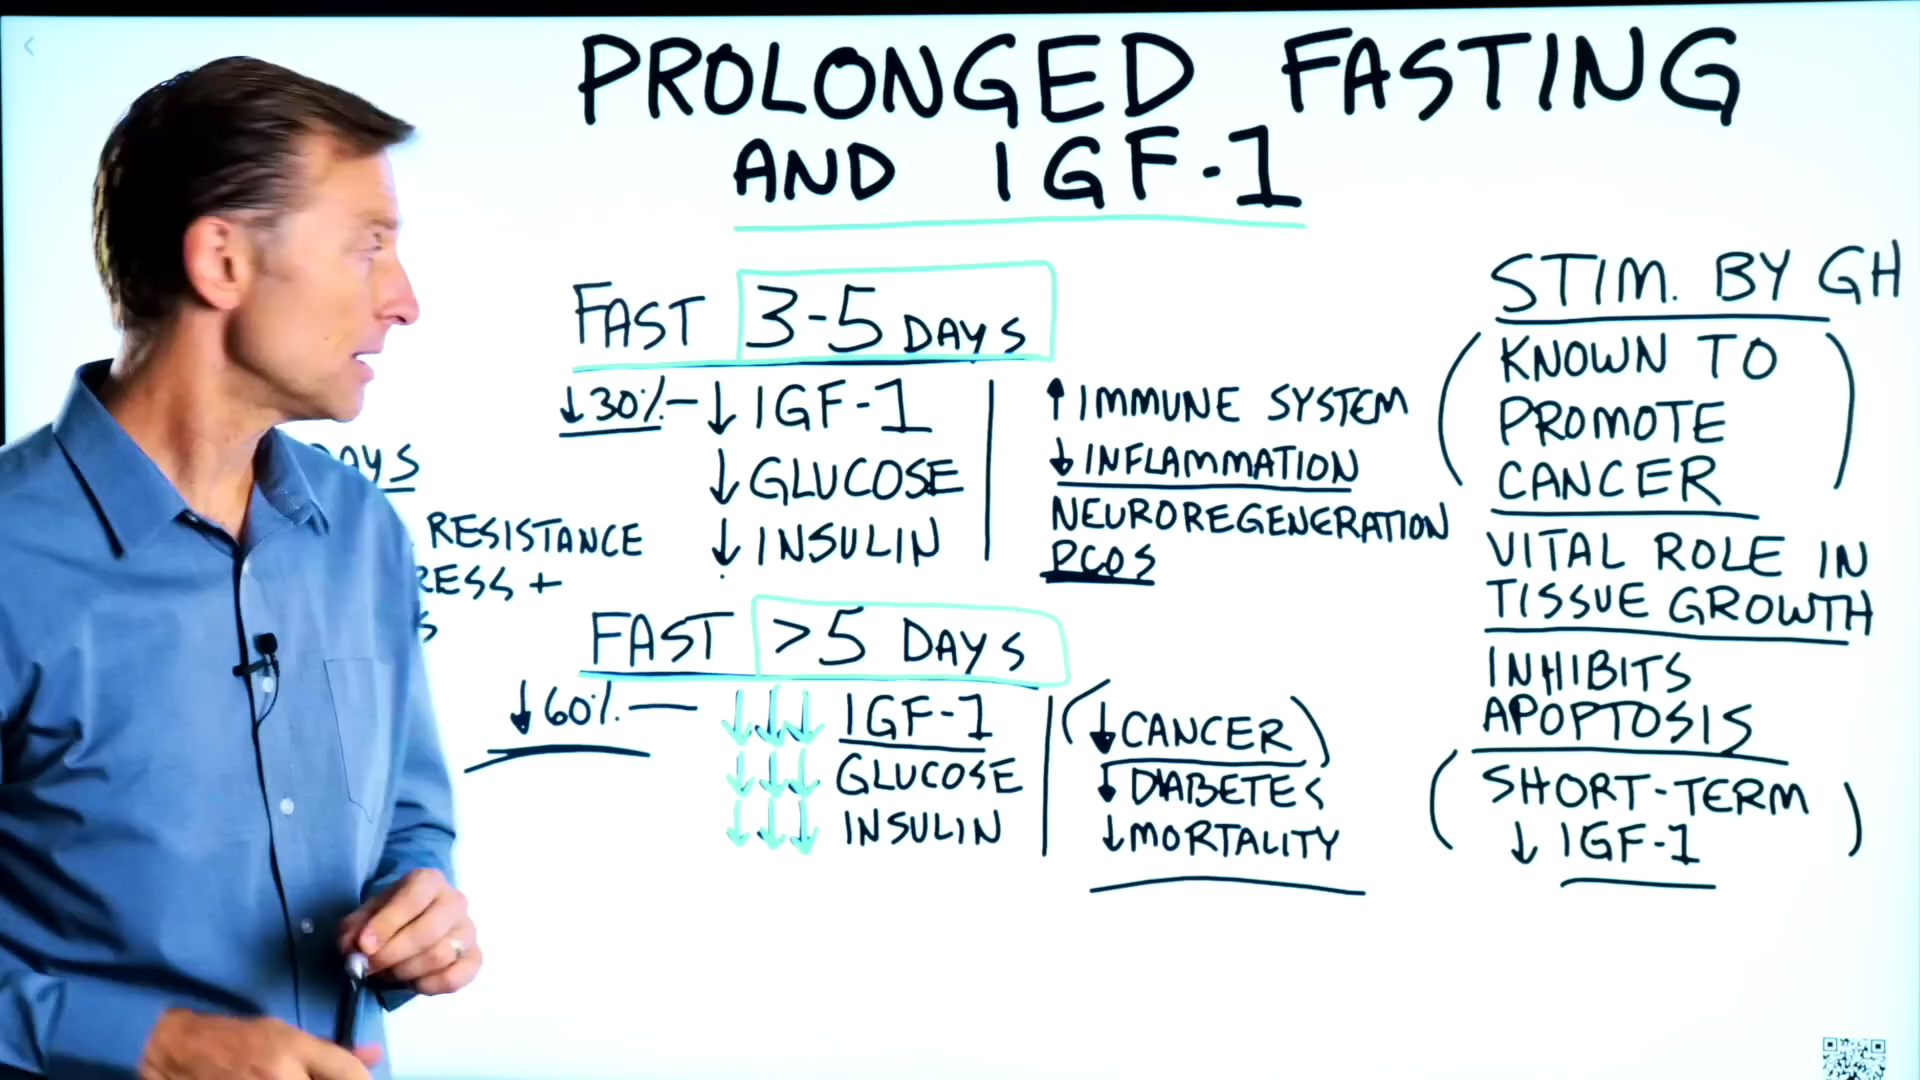 PROLONGED FASTING
AND IGF-1
FAST 3-5 DAYS
↓30% - ↓ IGF-1
↓ GLUCOSE
↓ INSULIN
↑ IMMUNE SYSTEM
↓ INFLAMMATION
NEUROREGENERATION
PCOS
RESISTANCE
+
FAST >5 DAYS
↓60% — ↓↓↓ IGF-1
↓↓↓ GLUCOSE
↓↓↓ INSULIN
(↓CANCER)
↓DIABETES
↓MORTALITY
STIM. BY GH
(KNOWN TO
PROMOTE
CANCER)
VITAL ROLE IN
TISSUE GROWTH
INHIBITS
APOPTOSIS
(SHORT-TERM
↓ IGF-1)